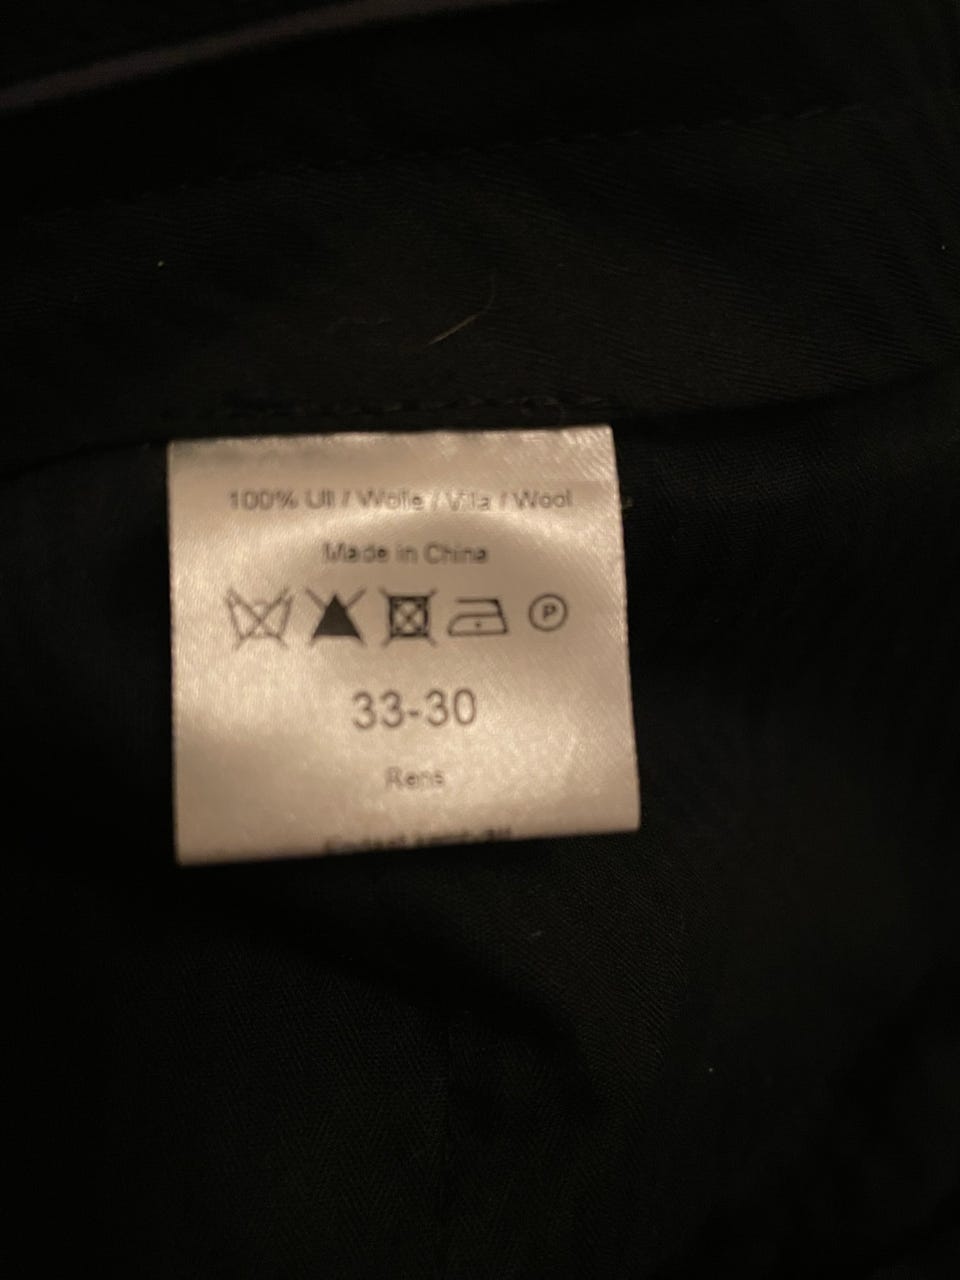 100% Ull / Wolle / Villa / Wool
Made in China
P
33-30
Rens